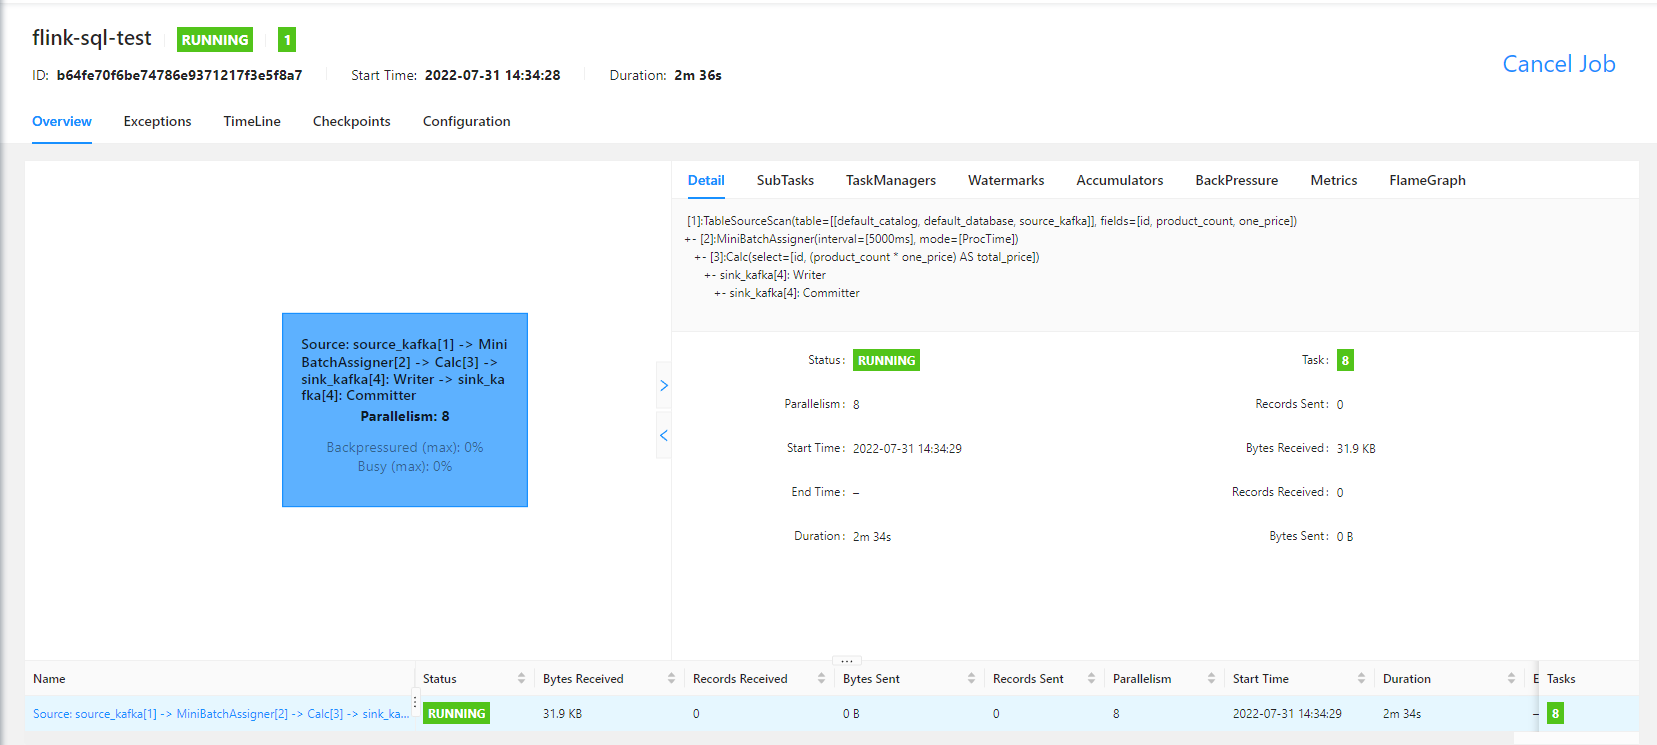 flink-sql-test RUNNING 1
ID: b64fe70f6be74786e9371217f3e5f8a7 Start Time: 2022-07-31 14:34:28 Duration: 2m 36s
Cancel Job
Overview Exceptions TimeLine Checkpoints Configuration
Source: source_kafka[1] -> Mini
BatchAssigner[2] -> Calc[3] ->
sink_kafka[4]: Writer -> sink_ka
fka[4]: Committer
Parallelism: 8
Backpressured (max): 0%
Busy (max): 0%
Detail SubTasks TaskManagers Watermarks Accumulators BackPressure Metrics FlameGraph
[1]:TableSourceScan(table=[[default_catalog, default_database, source_kafka]], fields=[id, product_count, one_price])
+- [2]:MiniBatchAssigner(interval=[5000ms], mode=[ProcTime])
+- [3]:Calc(select=[id, (product_count * one_price) AS total_price])
+- sink_kafka[4]: Writer
+- sink_kafka[4]: Committer
Status: RUNNING Task: 8
Parallelism: 8 Records Sent: 0
Start Time: 2022-07-31 14:34:29 Bytes Received: 31.9 KB
End Time: – Records Received: 0
Duration: 2m 34s Bytes Sent: 0 B
Name Status Bytes Received Records Received Bytes Sent Records Sent Parallelism Start Time Duration E Tasks
Source: source_kafka[1] -> MiniBatchAssigner[2] -> Calc[3] -> sink_ka... RUNNING 31.9 KB 0 0 B 0 8 2022-07-31 14:34:29 2m 34s – 8